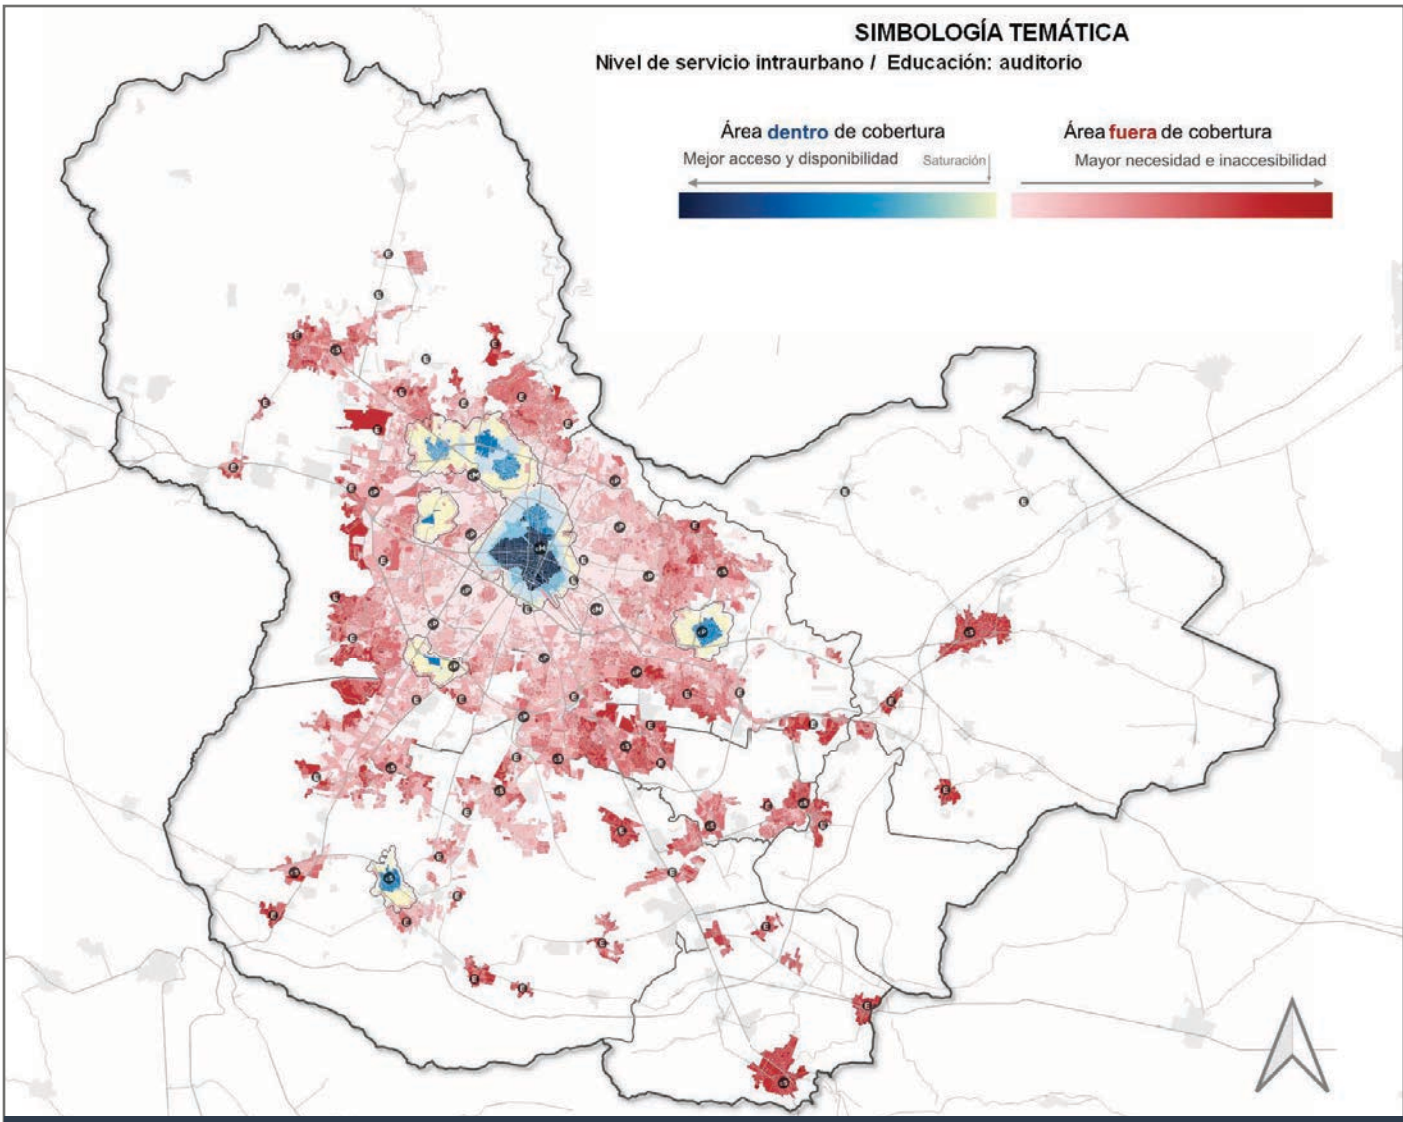 SIMBOLOGÍA TEMÁTICA
Nivel de servicio intraurbano / Educación: auditorio
Área dentro de cobertura
Área fuera de cobertura
Mejor acceso y disponibilidad
Saturación
Mayor necesidad e inaccesibilidad